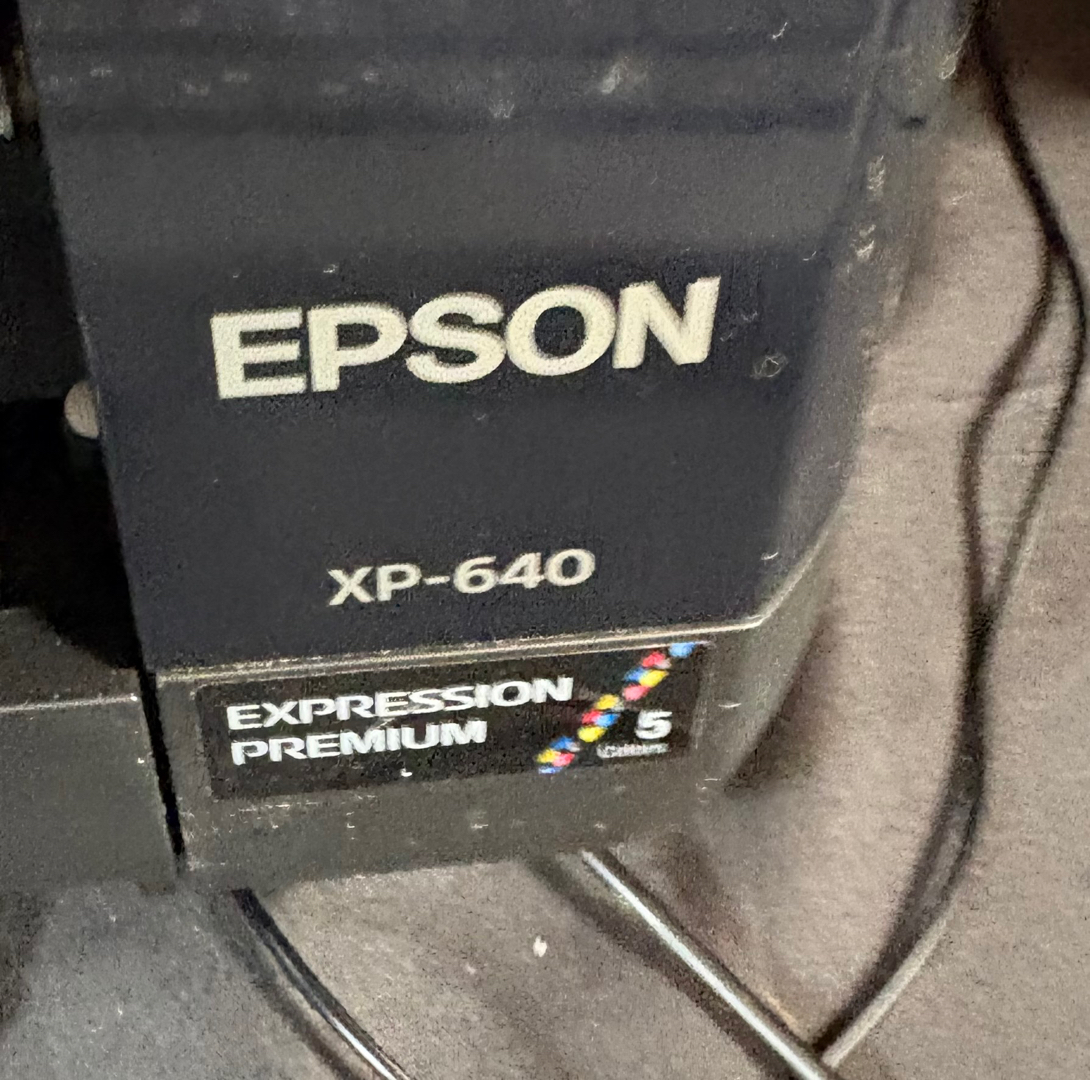 EPSON
XP-640
EXPRESSION
PREMIUM
5